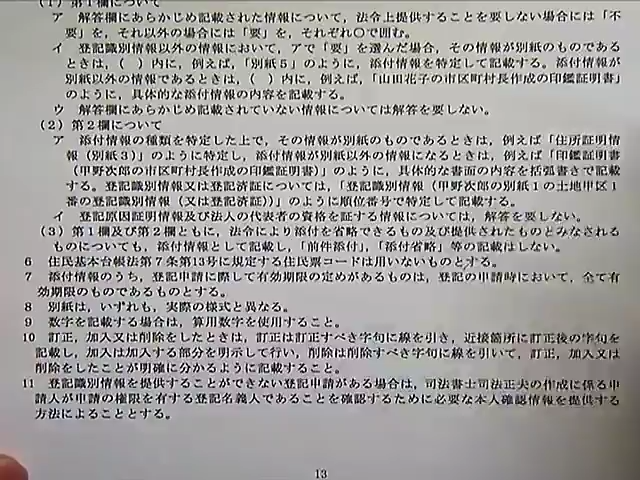 (1) 第1欄について
ア 解答欄にあらかじめ記載された情報について，法令上提供することを要しない場合には「不
要」を，それ以外の場合には「要」を，それぞれ〇で囲む。
イ 登記識別情報以外の情報において，アで「要」を選んだ場合，その情報が別紙のものである
ときは，（ ）内に，例えば，「別紙5」のように，添付情報を特定して記載する。添付情報が
別紙以外の情報であるときは，（ ）内に，例えば，「山田花子の市区町村長作成の印鑑証明書」
のように，具体的な添付情報の内容を記載する。
ウ 解答欄にあらかじめ記載されていない情報については解答を要しない。
(2) 第2欄について
ア 添付情報の種類を特定した上で，その情報が別紙のものであるときは，例えば「住所証明情
報（別紙3）」のように特定し，添付情報が別紙以外の情報になるときは，例えば「印鑑証明書
（甲野次郎の市区町村長作成の印鑑証明書）」のように，具体的な書面の内容を括弧書きで記載
する。登記識別情報又は登記済証については，「登記識別情報（甲野次郎の別紙1の土地甲区1
番の登記識別情報（又は登記済証））」のように順位番号で特定して記載する。
イ 登記原因証明情報及び法人の代表者の資格を証する情報については，解答を要しない。
(3) 第1欄及び第2欄ともに，法令により添付を省略できるもの及び提供されたものとみなされる
ものについても，添付情報として記載し，「前件添付」，「添付省略」等の記載はしない。
6 住民基本台帳法第7条第13号に規定する住民票コードは用いないものとする。
7 添付情報のうち，登記申請に際して有効期限の定めがあるものは，登記の申請時において，全て有
効期限のものであるものとする。
8 別紙は，いずれも，実際の様式と異なる。
9 数字を記載する場合は，算用数字を使用すること。
10 訂正，加入又は削除をしたときは，訂正は訂正すべき字句に線を引き，近接箇所に訂正後の字句を
記載し，加入は加入する部分を明示して行い，削除は削除すべき字句に線を引いて，訂正，加入又は
削除をしたことが明確に分かるように記載すること。
11 登記識別情報を提供することができない登記申請がある場合は，司法書士司法正夫の作成に係る申
請人が申請の権限を有する登記名義人であることを確認するために必要な本人確認情報を提供する
方法によることとする。
13